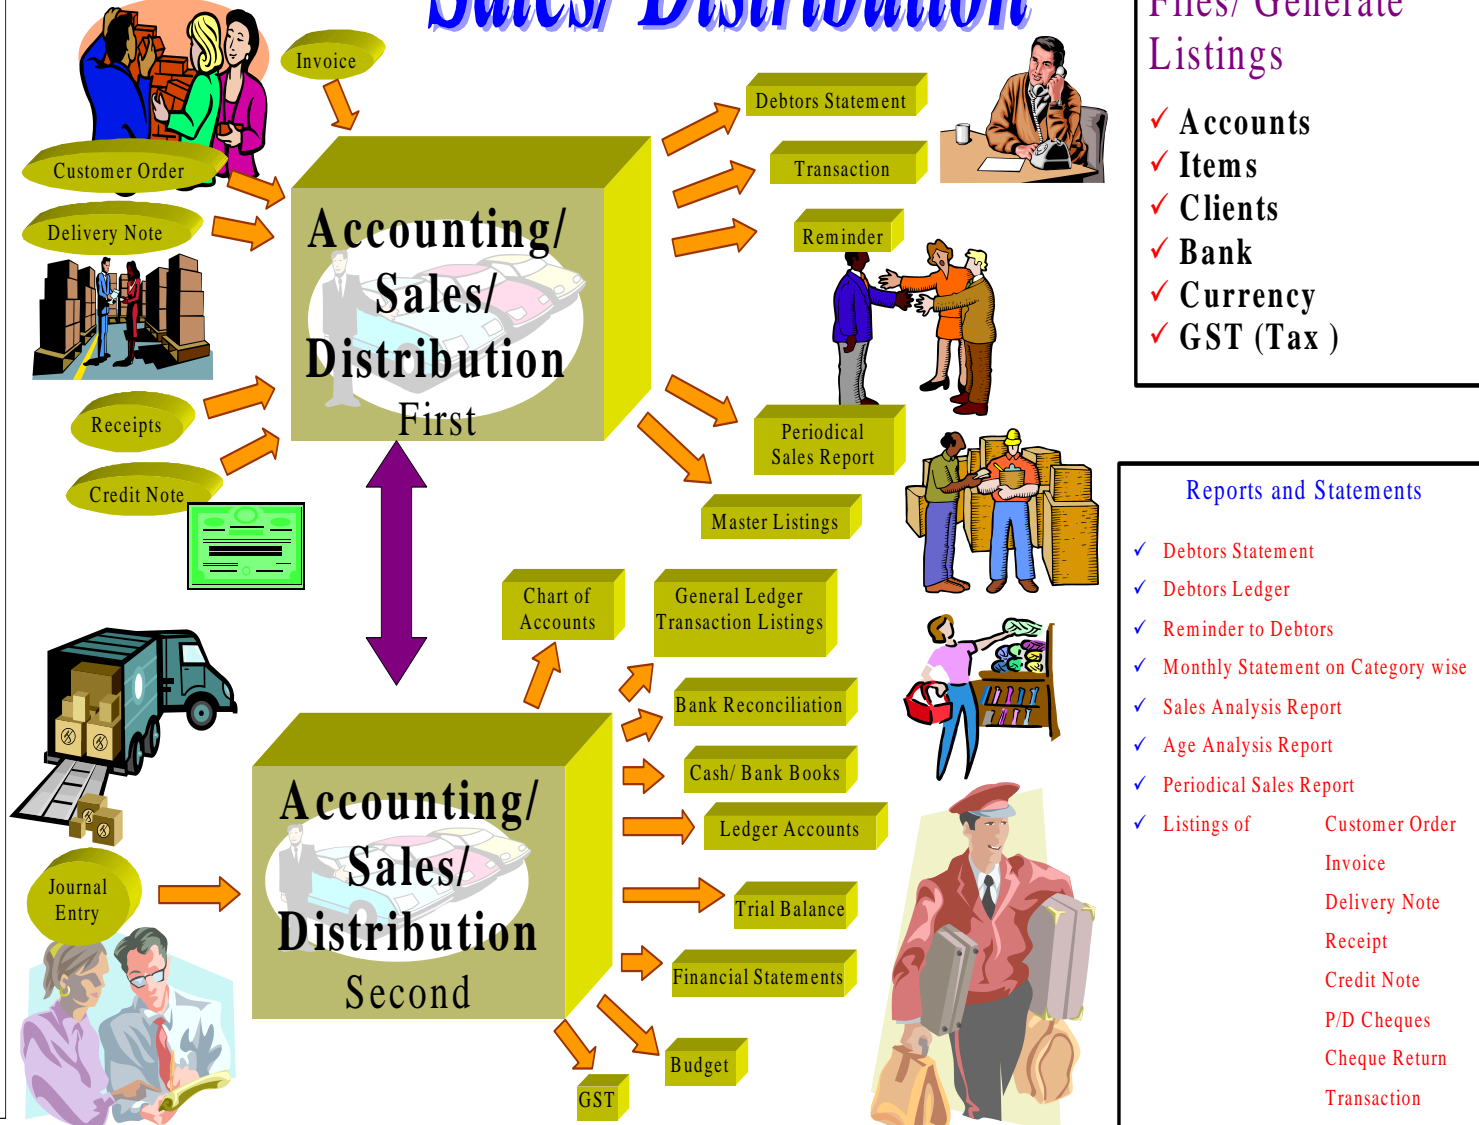 Sales/ Distribution
Invoice
Customer Order
Delivery Note
Receipts
Credit Note
Accounting/
Sales/
Distribution
First
Debtors Statement
Transaction
Reminder
Periodical
Sales Report
Master Listings
Chart of
Accounts
General Ledger
Transaction Listings
Bank Reconciliation
Cash/ Bank Books
Ledger Accounts
Trial Balance
Financial Statements
Budget
GST
Journal
Entry
Accounting/
Sales/
Distribution
Second
Files/ Generate
Listings
✓ Accounts
✓ Items
✓ Clients
✓ Bank
✓ Currency
✓ GST (Tax )
Reports and Statements
✓ Debtors Statement
✓ Debtors Ledger
✓ Reminder to Debtors
✓ Monthly Statement on Category wise
✓ Sales Analysis Report
✓ Age Analysis Report
✓ Periodical Sales Report
✓ Listings of Customer Order
Invoice
Delivery Note
Receipt
Credit Note
P/D Cheques
Cheque Return
Transaction